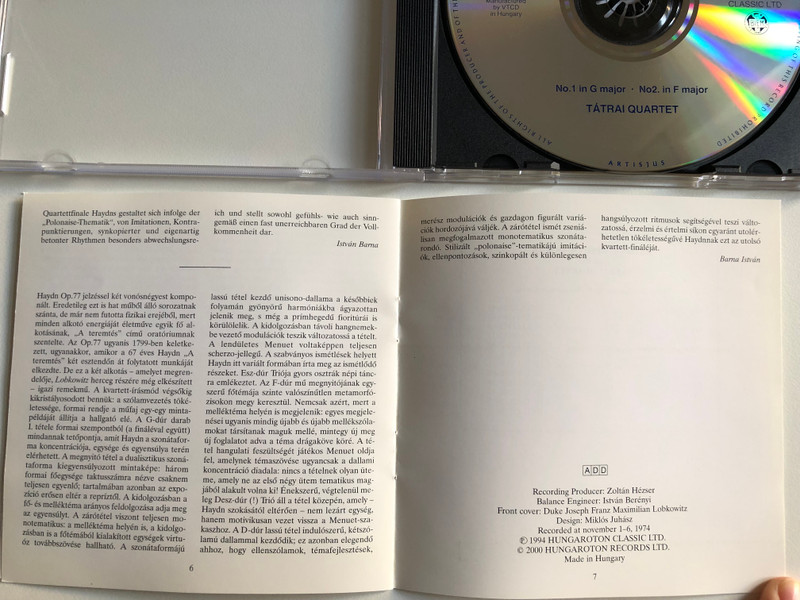 Manufactured
by VTCD
in Hungary
CLASSIC LTD
No.1 in G major · No2. in F major
TÁTRAI QUARTET
ALL RIGHTS OF THE PRODUCER AND OF THE
OF THIS RECORD PROHIBITED
ARTISJUS
Quartettfinale Haydns gestaltet sich infolge der
„Polonaise-Thematik", von Imitationen, Kontra-
punktierungen, synkopierter und eigenartig
betonter Rhythmen besonders abwechslungsre-
ich und stellt sowohl gefühls- wie auch sinn-
gemäß einen fast unerreichbaren Grad der Voll-
kommenheit dar.
István Barna
Haydn Op.77 jelzéssel két vonósnégyest kompo-
nált. Eredetileg ezt is hat műből álló sorozatnak
szánta, de már nem futotta fizikai erejéből, mert
minden alkotó energiáját életműve egyik fő al-
kotásának, „A teremtés" című oratóriumnak
szentelte. Az Op.77 ugyanis 1799-ben keletke-
zett, ugyanakkor, amikor a 67 éves Haydn „A
teremtés" két esztendőn át folytatott munkáját
elkezdte. De ez a két alkotás – amelyet megren-
delője, Lobkowitz herceg részére még elkészített
– igazi remekmű. A kvartett-írásmód végsőkig
kikristályosodott bennük: a szólamvezetés töké-
letessége, formai rendje a műfaj egy-egy minta-
példáját állítja a hallgató elé. A G-dúr darab
I. tétele formai szempontból (a fináléval együtt)
mindannak tetőpontja, amit Haydn a szonátafor-
ma koncentrációja, egysége és egyensúlya terén
elérhetett. A megnyitó tétel a dualisztikus szoná-
taforma kiegyensúlyozott mintaképe: három
formai főegysége taktusszámra nézve csaknem
teljesen egyenlő; tartalmában azonban az expo-
zíció erősen eltér a reprizтől. A kidolgozásban a
fő- és melléktéma arányos feldolgozása adja meg
az egyensúlyt. A zárótétel viszont teljesen mo-
notematikus: a melléktéma helyén is, a kidolgo-
zásban is a főtémából kialakított egységek virtu-
óz továbbszövése hallható. A szonátaformájú
lassú tétel kezdő unisono-dallama a későbbiek
folyamán gyönyörű harmóniákba ágyazottan
jelenik meg, s még a prímhegedű fioritúrái is
körülölelik. A kidolgozásban távoli hangnemek-
be vezető modulációk teszik változatossá a tételt.
A lendületes Menuet voltaképpen teljesen
scherzo-jellegű. A szabványos ismétlések helyett
Haydn itt variált formában írta meg az ismétlődő
részeket. Esz-dúr Triója gyors osztrák népi tánc-
ra emlékeztet. Az F-dúr mű megnyitójának egy-
szerű főtémája szinte valószínűtlen metamorfó-
zisokon megy keresztül. Nemcsak azért, mert a
melléktéma helyén is megjelenik: egyes megjele-
nései ugyanis mindig újabb és újabb mellékszóla-
mokat társítanak maguk mellé, mintegy új meg
új foglalatot adva a téma drágaköve köré. A té-
tel hangulati feszültségét játékos Menuet oldja
fel, amelynek témaszövése ugyancsak a dallami
koncentráció diadala: nincs a tételnek olyan üte-
me, amely ne az első négy ütem tematikus mag-
jából alakult volna ki! Énekszerű, végtelenül me-
leg Desz-dúr (!) Trió áll a tétel közepén, amely –
Haydn szokásától eltérően – nem lezárt egység,
hanem motivikusan vezet vissza a Menuet-sza-
kaszhoz. A D-dúr lassú tétel indulószerű, kétszó-
lamú dallammal kezdődik; ez azonban elegendő
ahhoz, hogy ellenszólamok, témafejlesztések,
6
merész modulációk és gazdagon figurált variá-
ciók hordozójává váljék. A zárótétel ismét zseniá-
lisan megfogalmazott monotematikus szonáta-
rondó. Stilizált „polonaise"-tematikájú imitáci-
ók, ellenpontozások, szinkopált és különlegesen
hangsúlyozott ritmusok segítségével teszi válto-
zatossá, érzelmi és értelmi síkon egyaránt utolér-
hetetlen tökéletességűvé Haydnnak ezt az utolsó
kvartett-fináléját.
Barna István
ADD
Recording Producer: Zoltán Hézser
Balance Engineer: István Berényi
Front cover: Duke Joseph Franz Maximilian Lobkowitz
Design: Miklós Juhász
Recorded at november 1–6, 1974
℗ 1994 HUNGAROTON CLASSIC LTD.
© 2000 HUNGAROTON RECORDS LTD.
Made in Hungary
7